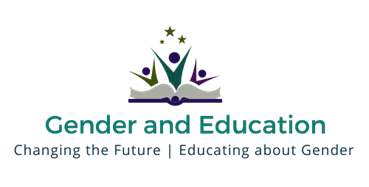 Gender and Education
Changing the Future | Educating about Gender